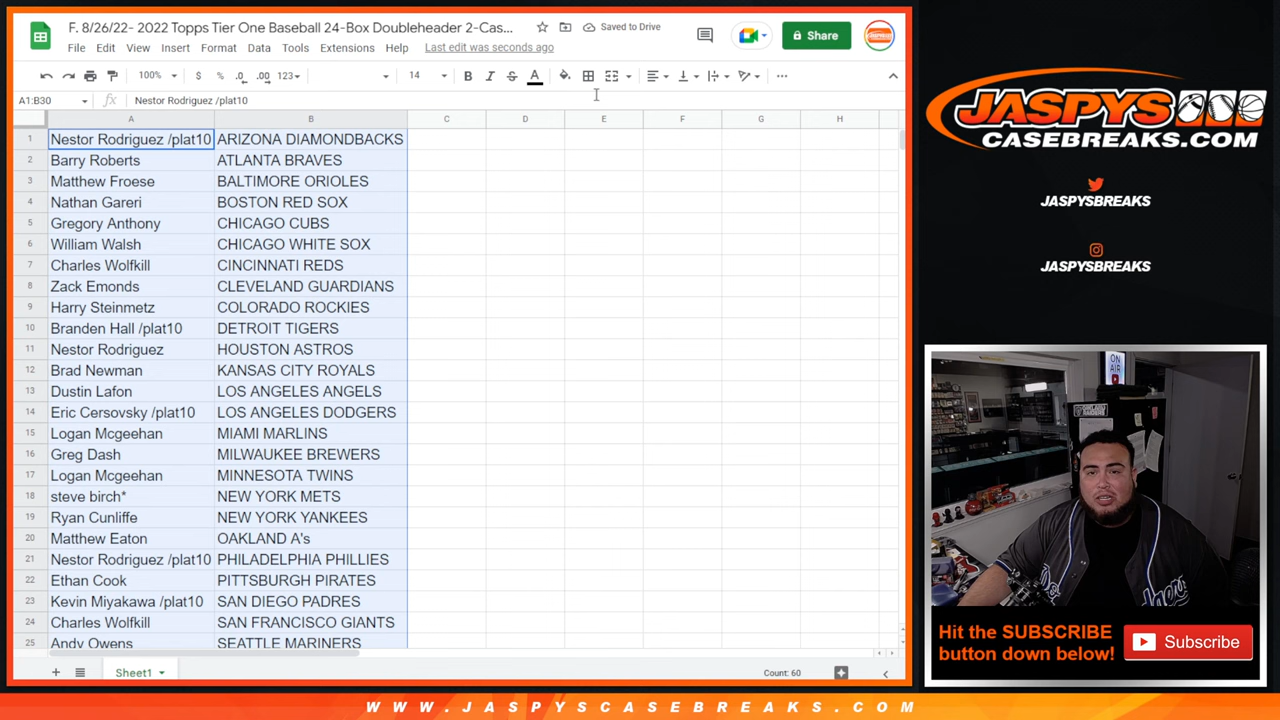 F. 8/26/22- 2022 Topps Tier One Baseball 24-Box Doubleheader 2-Cas...
Saved to Drive
File Edit View Insert Format Data Tools Extensions Help Last edit was seconds ago
Share
100% $ % .0 .00 123 14 B I S A
A1:B30 fx Nestor Rodriguez /plat10
A B C D E F G H
1 Nestor Rodriguez /plat10 ARIZONA DIAMONDBACKS
2 Barry Roberts ATLANTA BRAVES
3 Matthew Froese BALTIMORE ORIOLES
4 Nathan Gareri BOSTON RED SOX
5 Gregory Anthony CHICAGO CUBS
6 William Walsh CHICAGO WHITE SOX
7 Charles Wolfkill CINCINNATI REDS
8 Zack Emonds CLEVELAND GUARDIANS
9 Harry Steinmetz COLORADO ROCKIES
10 Branden Hall /plat10 DETROIT TIGERS
11 Nestor Rodriguez HOUSTON ASTROS
12 Brad Newman KANSAS CITY ROYALS
13 Dustin Lafon LOS ANGELES ANGELS
14 Eric Cersovsky /plat10 LOS ANGELES DODGERS
15 Logan Mcgeehan MIAMI MARLINS
16 Greg Dash MILWAUKEE BREWERS
17 Logan Mcgeehan MINNESOTA TWINS
18 steve birch* NEW YORK METS
19 Ryan Cunliffe NEW YORK YANKEES
20 Matthew Eaton OAKLAND A's
21 Nestor Rodriguez /plat10 PHILADELPHIA PHILLIES
22 Ethan Cook PITTSBURGH PIRATES
23 Kevin Miyakawa /plat10 SAN DIEGO PADRES
24 Charles Wolfkill SAN FRANCISCO GIANTS
25 Andy Owens SEATTLE MARINERS
Sheet1
Count: 60
JASPYS
CASEBREAKS.COM
JASPYSBREAKS
JASPYSBREAKS
ON
AIR
Hit the SUBSCRIBE
button down below!
Subscribe
WWW.JASPYSCASEBREAKS.COM